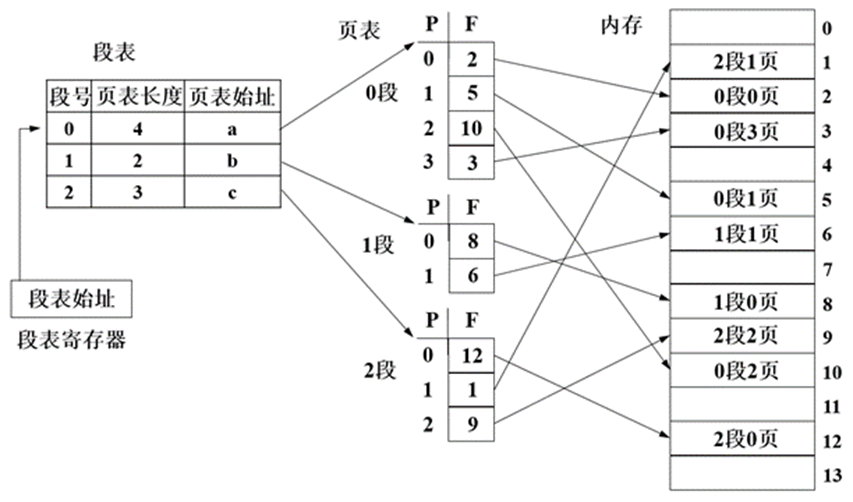 段表
段号 页表长度 页表始址
0 4 a
1 2 b
2 3 c
段表始址
段表寄存器
页表
P F
0段
0 2
1 5
2 10
3 3
P F
1段
0 8
1 6
P F
2段
0 12
1 1
2 9
内存
0
2段1页 1
0段0页 2
0段3页 3
4
0段1页 5
1段1页 6
7
1段0页 8
2段2页 9
0段2页 10
11
2段0页 12
13